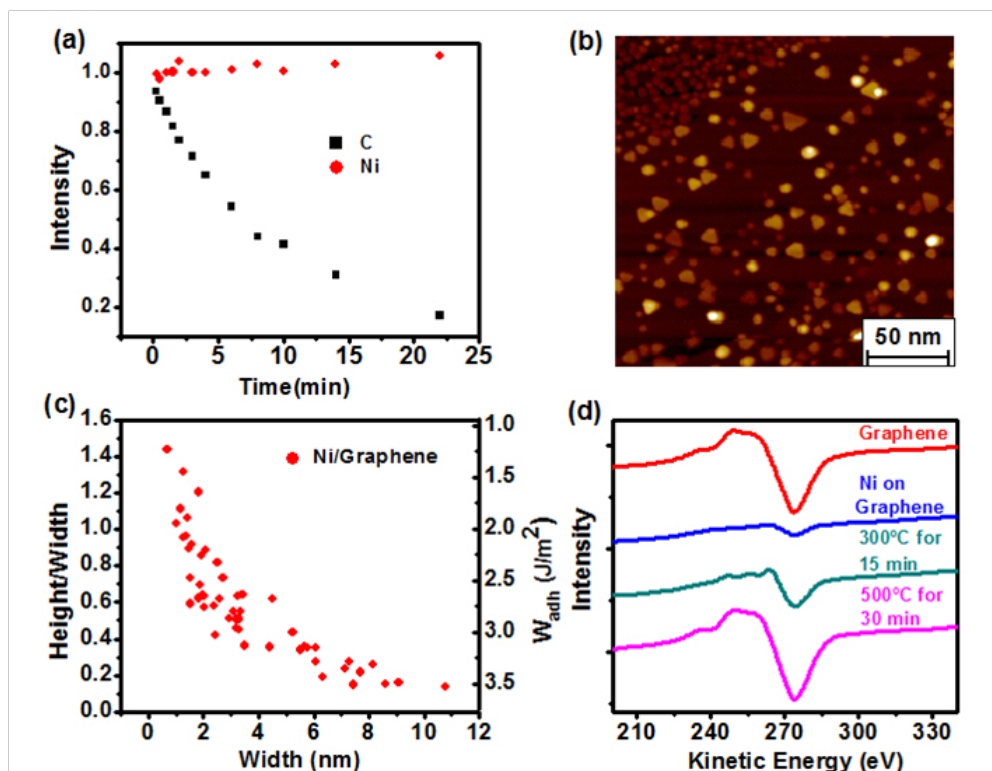 (a)
Intensity
1.0
0.8
0.6
0.4
0.2
C
Ni
0 5 10 15 20 25
Time(min)
(b)
50 nm
(c)
Height/Width
1.6
1.4
1.2
1.0
0.8
0.6
0.4
0.2
0.0
Ni/Graphene
1.0
1.5
2.0
2.5
3.0
3.5
W_adh (J/m²)
0 2 4 6 8 10 12
Width (nm)
(d)
Intensity
Graphene
Ni on
Graphene
300ºC for
15 min
500ºC for
30 min
210 240 270 300 330
Kinetic Energy (eV)